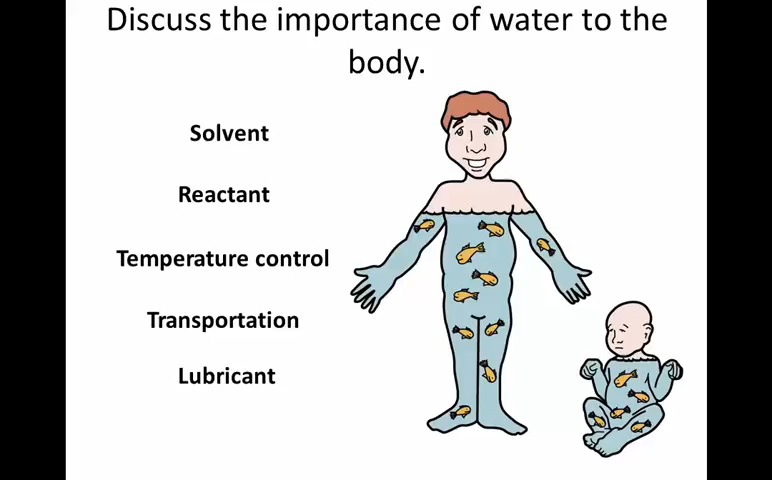 Discuss the importance of water to the
body.
Solvent
Reactant
Temperature control
Transportation
Lubricant